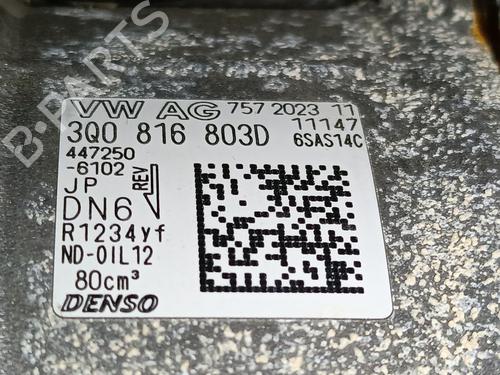 VW AG 757 2023 11
3Q0 816 803D 11147
6SAS14C
447250
-6102
JP
REV
DN6
R1234yf
ND-OIL12
80cm³
DENSO
B-PARTS